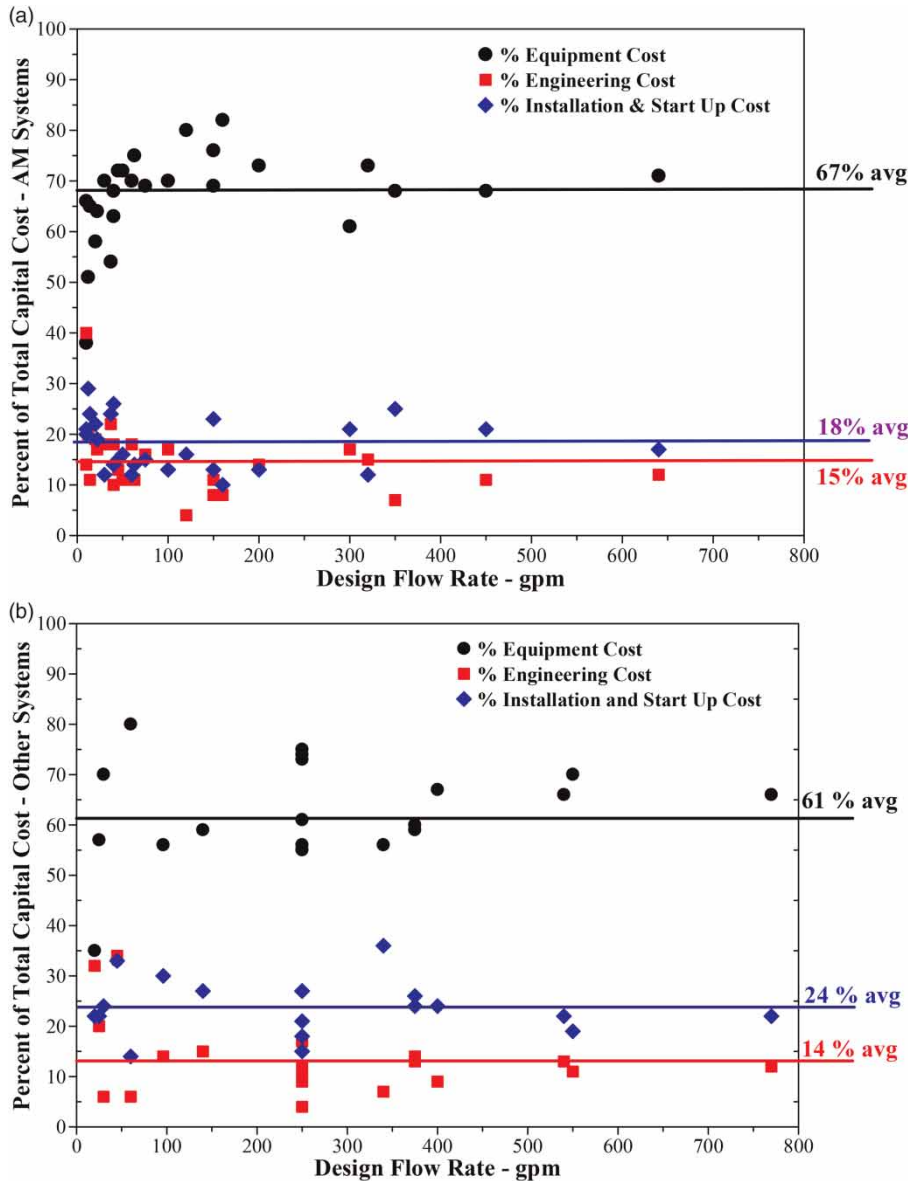 (a)
100
90
80
70
60
50
40
30
20
10
0
Percent of Total Capital Cost - AM Systems
% Equipment Cost
% Engineering Cost
% Installation & Start Up Cost
67% avg
18% avg
15% avg
0 100 200 300 400 500 600 700 800
Design Flow Rate - gpm
(b)
100
90
80
70
60
50
40
30
20
10
0
Percent of Total Capital Cost - Other Systems
% Equipment Cost
% Engineering Cost
% Installation and Start Up Cost
61 % avg
24 % avg
14 % avg
0 100 200 300 400 500 600 700 800
Design Flow Rate - gpm